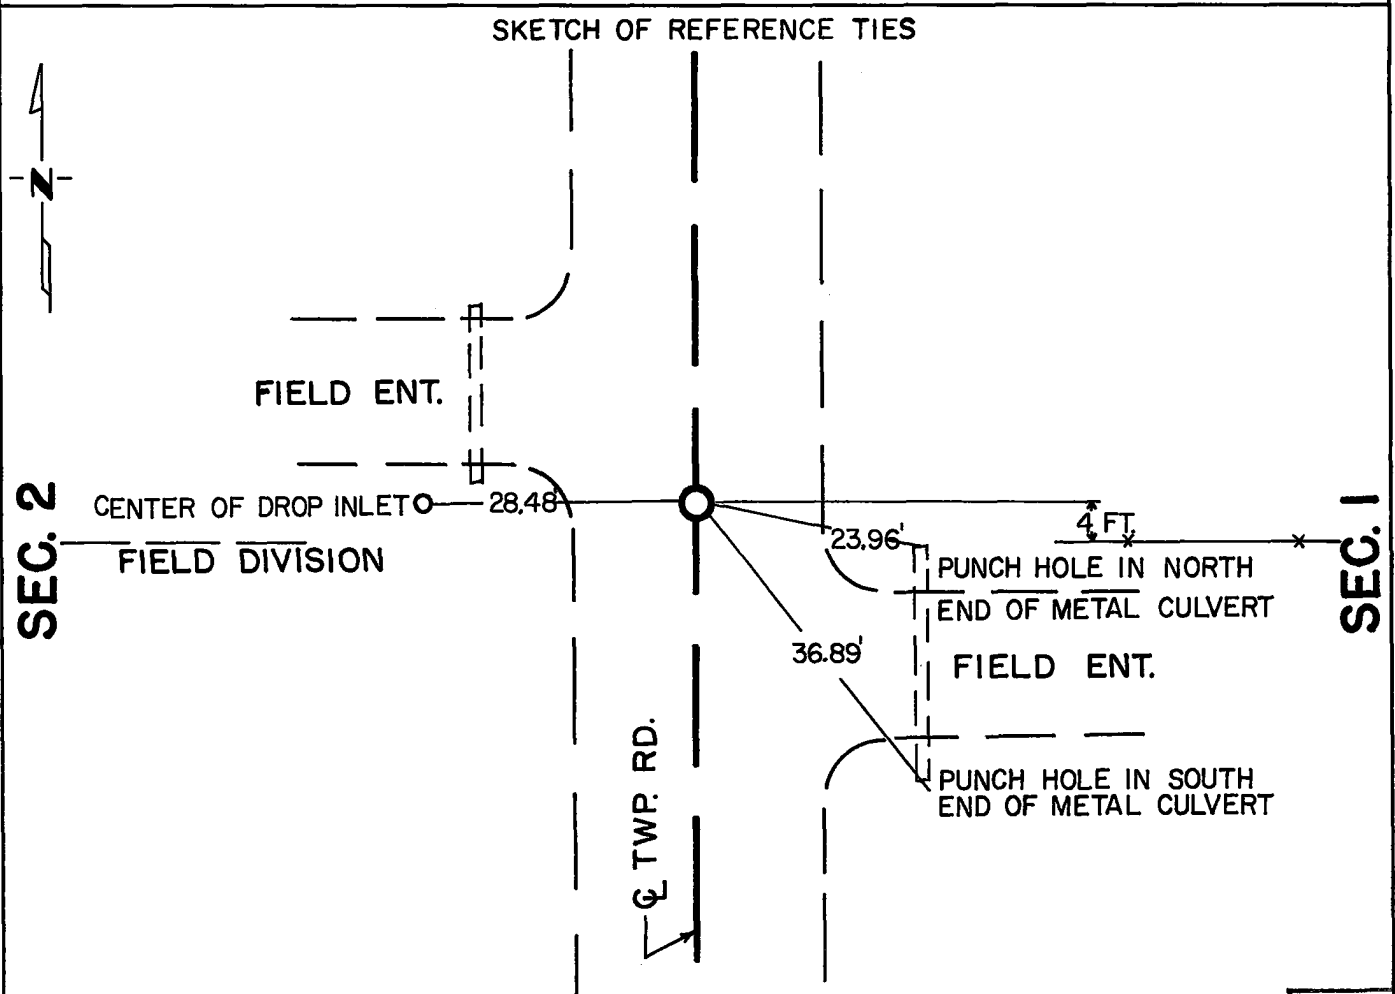 SKETCH OF REFERENCE TIES
N
FIELD ENT.
SEC. 2
CENTER OF DROP INLET
28.48'
FIELD DIVISION
4 FT.
23.96'
SEC. 1
PUNCH HOLE IN NORTH
END OF METAL CULVERT
36.89'
FIELD ENT.
℄ TWP. RD.
PUNCH HOLE IN SOUTH
END OF METAL CULVERT